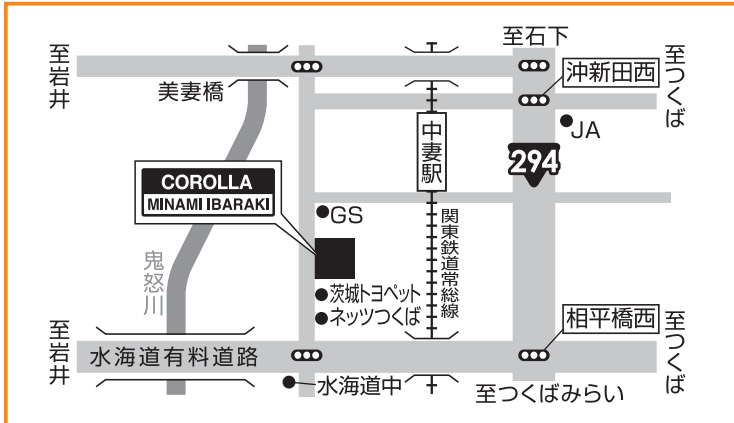 至石下
至岩井
至つくば
沖新田西
美妻橋
JA
中妻駅
294
COROLLA
MINAMI IBARAKI
GS
関東鉄道常総線
鬼怒川
茨城トヨペット
ネッツつくば
相平橋西
至岩井
至つくば
水海道有料道路
水海道中
至つくばみらい